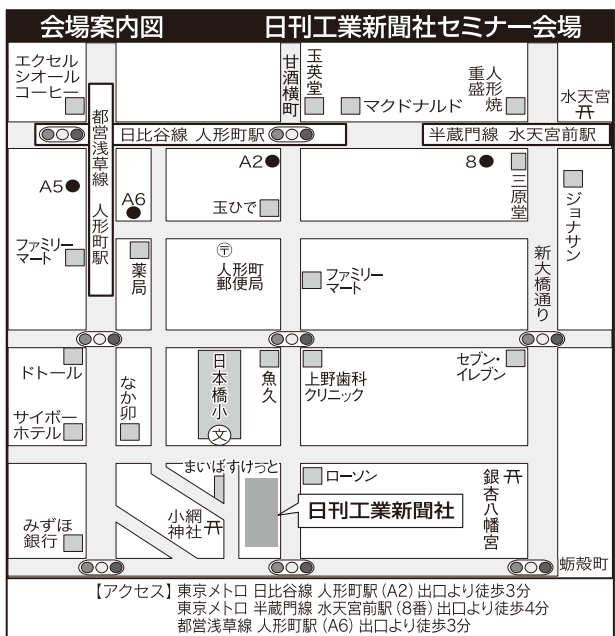 会場案内図　日刊工業新聞社セミナー会場
エクセル
シオール
コーヒー
甘酒横町
玉英堂
マクドナルド
人形焼
重盛
水天宮
都営浅草線 人形町駅
日比谷線 人形町駅
半蔵門線 水天宮前駅
A5
A6
A2
8
三原堂
ジョナサン
玉ひで
ファミリー
マート
薬局
〒
人形町
郵便局
ファミリー
マート
新大橋通り
ドトール
なか卯
日本橋小
文
魚久
上野歯科
クリニック
セブン・
イレブン
サイボー
ホテル
まいばすけっと
ローソン
銀杏八幡宮
小網
神社
日刊工業新聞社
みずほ
銀行
蛎殻町
【アクセス】東京メトロ 日比谷線 人形町駅(A2)出口より徒歩3分
東京メトロ 半蔵門線 水天宮前駅(8番)出口より徒歩4分
都営浅草線 人形町駅(A6)出口より徒歩3分